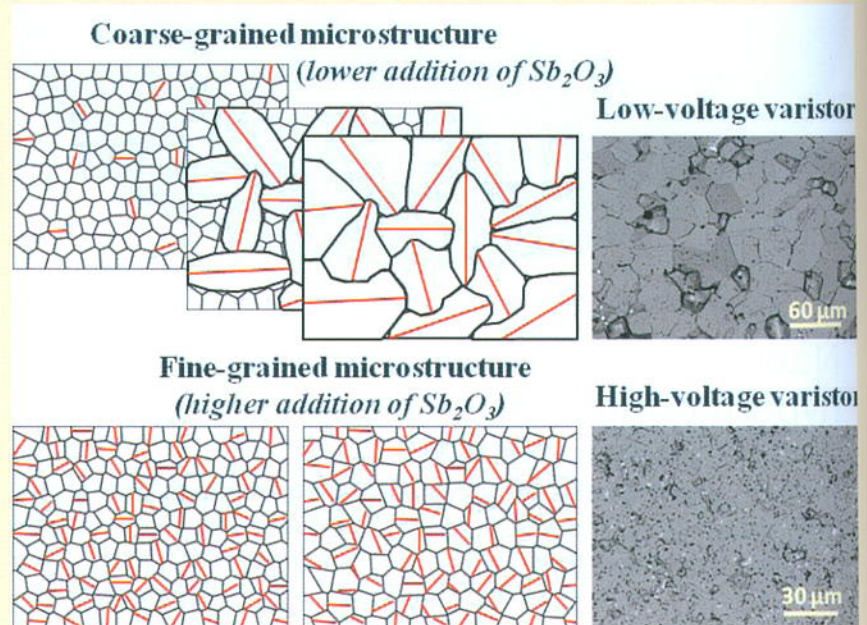 Coarse-grained microstructure
(lower addition of Sb₂O₃)
Low-voltage varistor
60 μm
Fine-grained microstructure
(higher addition of Sb₂O₃)
High-voltage varistor
30 μm